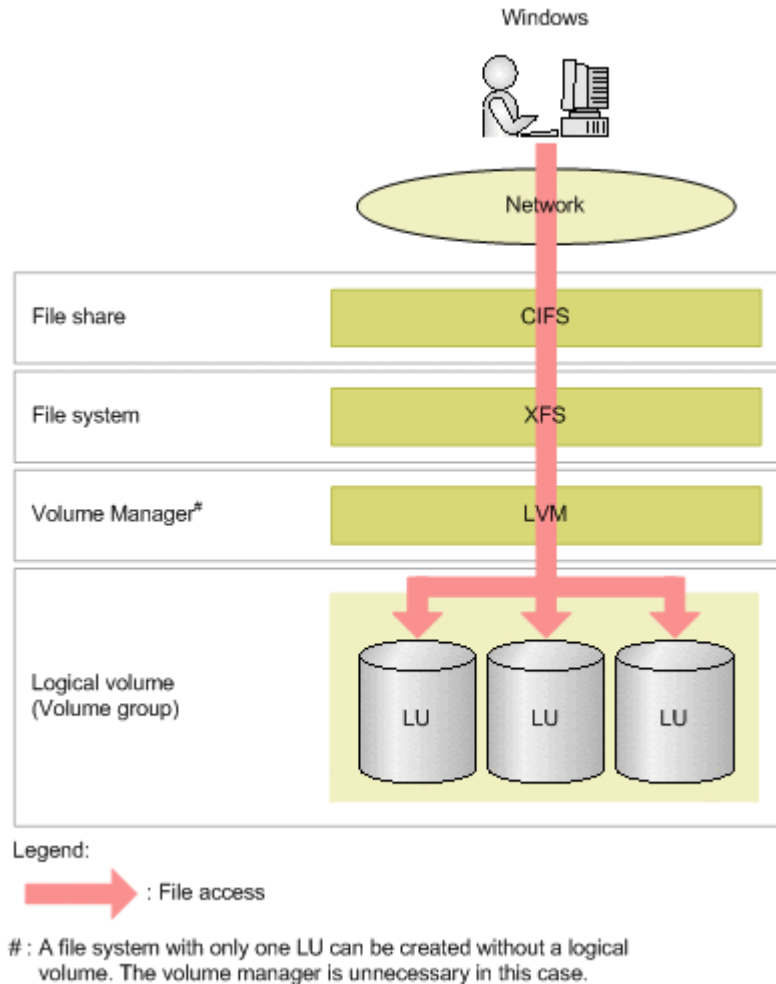 Windows
Network
File share
CIFS
File system
XFS
Volume Manager#
LVM
Logical volume
(Volume group)
LU
LU
LU
Legend:
: File access
# : A file system with only one LU can be created without a logical
volume. The volume manager is unnecessary in this case.